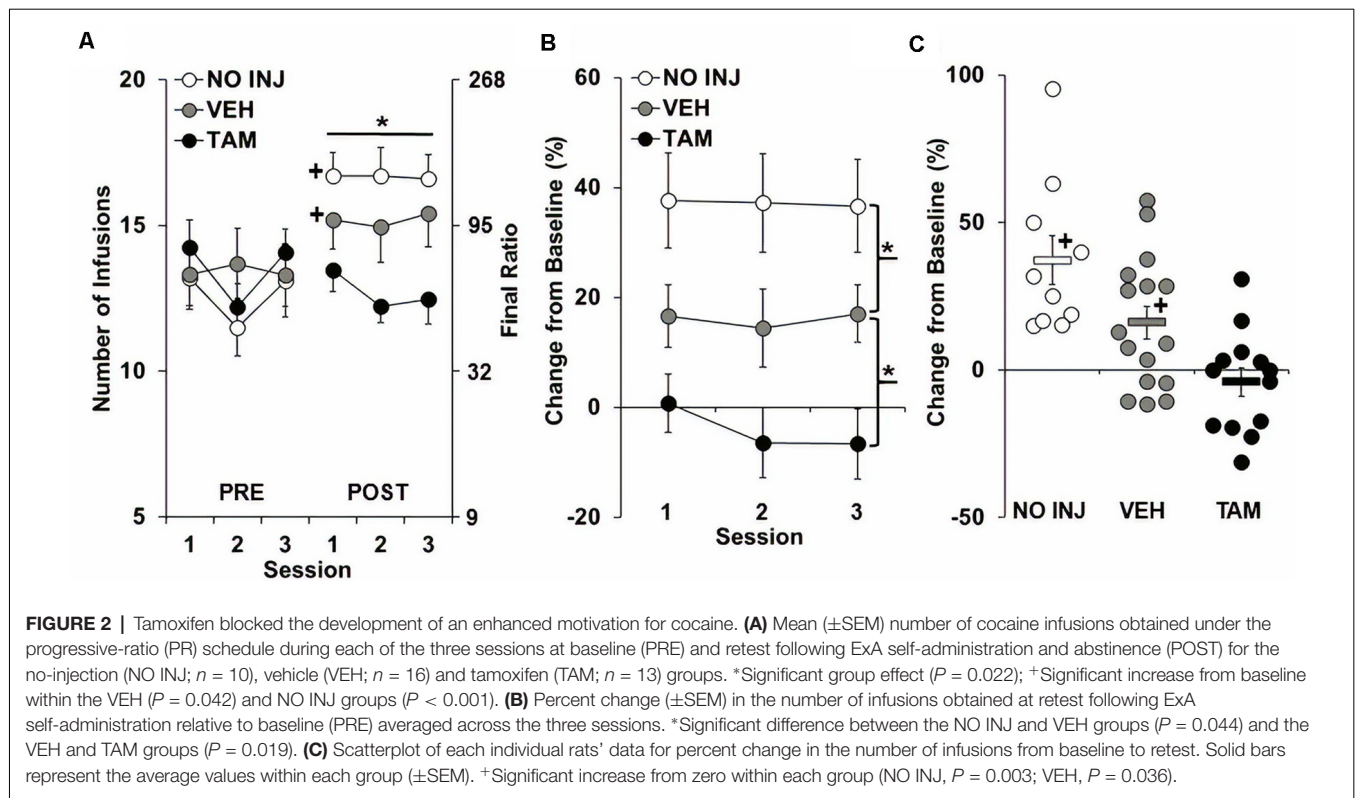 A
B
C
20
15
10
5
Number of Infusions
NO INJ
VEH
TAM
*
+
+
268
95
32
9
Final Ratio
PRE
POST
1 2 3 1 2 3
Session
60
40
20
0
-20
Change from Baseline (%)
NO INJ
VEH
TAM
*
*
1 2 3
Session
100
50
0
-50
Change from Baseline (%)
+
+
NO INJ VEH TAM
FIGURE 2 | Tamoxifen blocked the development of an enhanced motivation for cocaine. (A) Mean (±SEM) number of cocaine infusions obtained under the
progressive-ratio (PR) schedule during each of the three sessions at baseline (PRE) and retest following ExA self-administration and abstinence (POST) for the
no-injection (NO INJ; n = 10), vehicle (VEH; n = 16) and tamoxifen (TAM; n = 13) groups. *Significant group effect (P = 0.022); +Significant increase from baseline
within the VEH (P = 0.042) and NO INJ groups (P < 0.001). (B) Percent change (±SEM) in the number of infusions obtained at retest following ExA
self-administration relative to baseline (PRE) averaged across the three sessions. *Significant difference between the NO INJ and VEH groups (P = 0.044) and the
VEH and TAM groups (P = 0.019). (C) Scatterplot of each individual rats' data for percent change in the number of infusions from baseline to retest. Solid bars
represent the average values within each group (±SEM). +Significant increase from zero within each group (NO INJ, P = 0.003; VEH, P = 0.036).